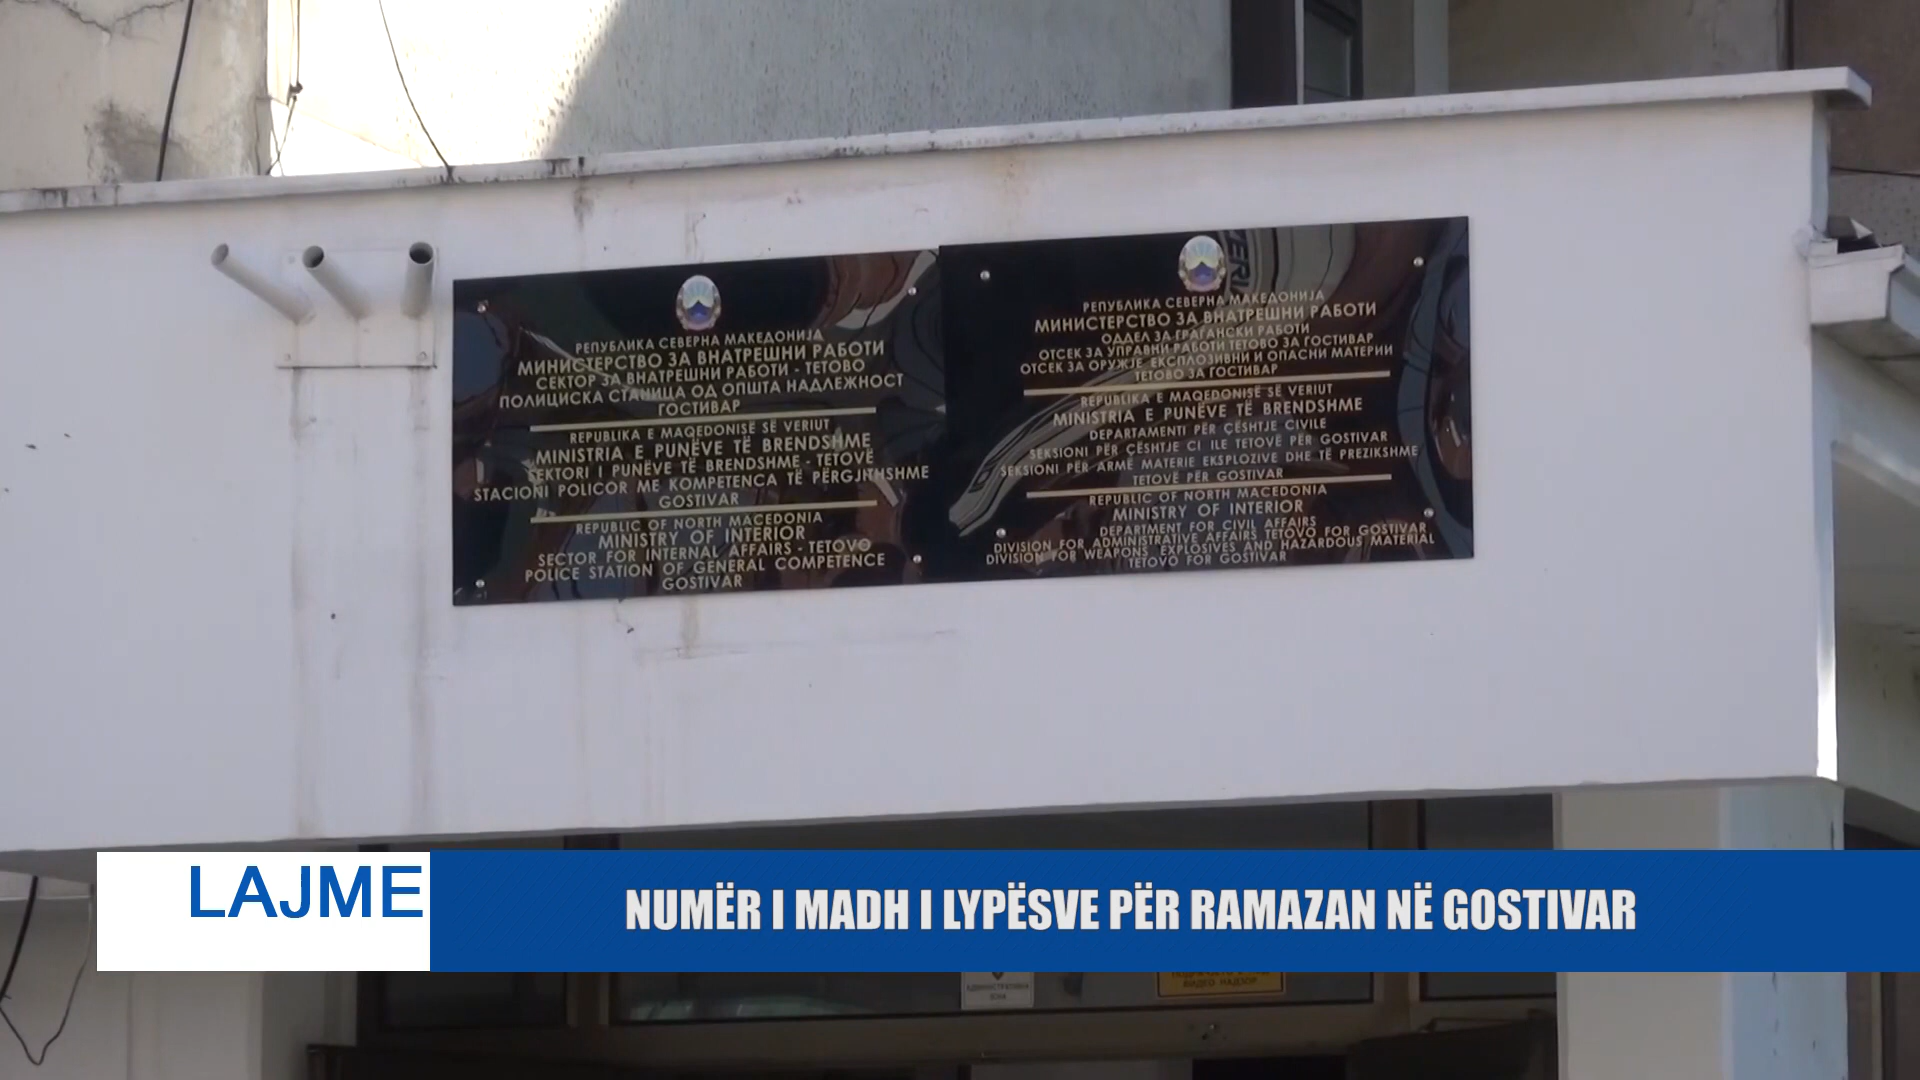 РЕПУБЛИКА СЕВЕРНА МАКЕДОНИЈА
МИНИСТЕРСТВО ЗА ВНАТРЕШНИ РАБОТИ
СЕКТОР ЗА ВНАТРЕШНИ РАБОТИ - ТЕТОВО
ПОЛИЦИСКА СТАНИЦА ОД ОПШТА НАДЛЕЖНОСТ
ГОСТИВАР
REPUBLIKA E MAQEDONISË SË VERIUT
MINISTRIA E PUNËVE TË BRENDSHME
SEKTORI I PUNËVE TË BRENDSHME - TETOVË
STACIONI POLICOR ME KOMPETENCA TË PËRGJITHSHME
GOSTIVAR
REPUBLIC OF NORTH MACEDONIA
MINISTRY OF INTERIOR
SECTOR FOR INTERNAL AFFAIRS - TETOVO
POLICE STATION OF GENERAL COMPETENCE
GOSTIVAR
РЕПУБЛИКА СЕВЕРНА МАКЕДОНИЈА
МИНИСТЕРСТВО ЗА ВНАТРЕШНИ РАБОТИ
ОДДЕЛ ЗА ГРАЃАНСКИ РАБОТИ
ОТСЕК ЗА УПРАВНИ РАБОТИ ТЕТОВО ЗА ГОСТИВАР
ОТСЕК ЗА ОРУЖЈЕ ЕКСПЛОЗИВНИ И ОПАСНИ МАТЕРИИ
ТЕТОВО ЗА ГОСТИВАР
REPUBLIKA E MAQEDONISË SË VERIUT
MINISTRIA E PUNËVE TË BRENDSHME
DEPARTAMENTI PËR ÇËSHTJE CIVILE
SEKSIONI PËR ÇËSHTJE CI ILE TETOVË PËR GOSTIVAR
SEKSIONI PËR ARMË MATERIE EKSPLOZIVE DHE TË PREZIKSHME
TETOVË PËR GOSTIVAR
REPUBLIC OF NORTH MACEDONIA
MINISTRY OF INTERIOR
DEPARTMENT FOR CIVIL AFFAIRS
DIVISION FOR ADMINISTRATIVE AFFAIRS TETOVO FOR GOSTIVAR
DIVISION FOR WEAPONS EXPLOSIVES AND HAZARDOUS MATERIAL
TETOVO FOR GOSTIVAR
LAJME
NUMËR I MADH I LYPËSVE PËR RAMAZAN NË GOSTIVAR
ВИДЕО НАДЗОР